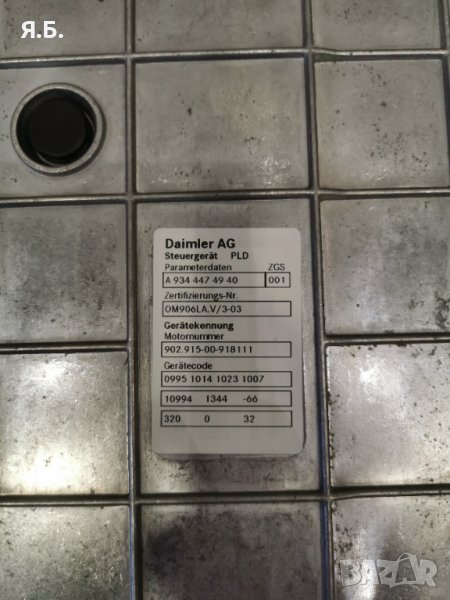 Я.Б.
Daimler AG
Steuergerät PLD
Parameterdaten ZGS
A 934 447 49 40 001
Zertifizierungs-Nr.
OM906LA.V/3-03
Gerätekennung
Motornummer
902.915-00-918111
Gerätecode
0995 1014 1023 1007
10994 1344 -66
320 0 32
BAZAR